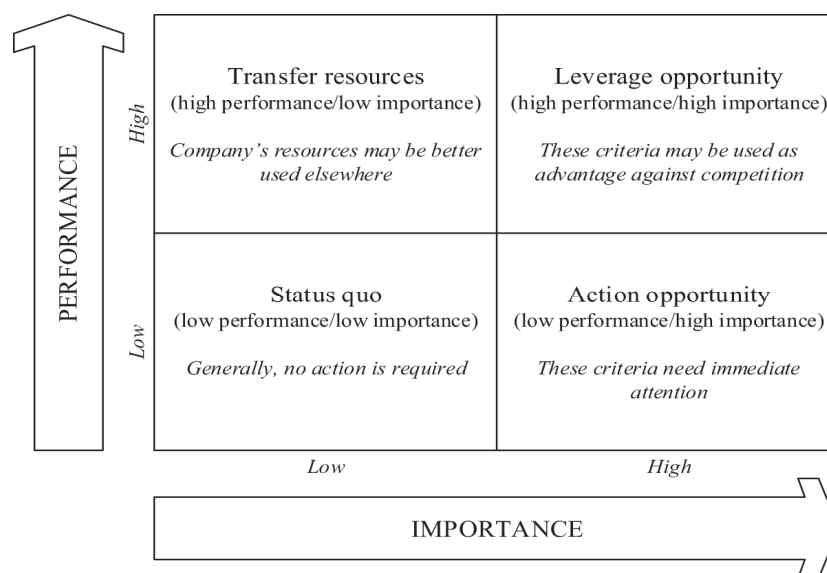 PERFORMANCE
High
Low
Transfer resources
(high performance/low importance)
Company's resources may be better
used elsewhere
Leverage opportunity
(high performance/high importance)
These criteria may be used as
advantage against competition
Status quo
(low performance/low importance)
Generally, no action is required
Action opportunity
(low performance/high importance)
These criteria need immediate
attention
Low
High
IMPORTANCE